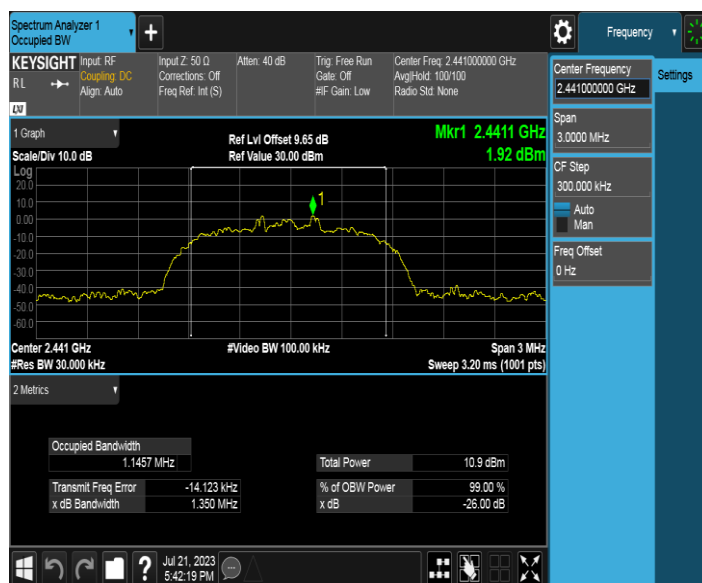 Spectrum Analyzer 1
Occupied BW
Frequency
KEYSIGHT
RL
LXI
Input: RF
Coupling: DC
Align: Auto
Input Z: 50 Ω
Corrections: Off
Freq Ref: Int (S)
Atten: 40 dB
Trig: Free Run
Gate: Off
#IF Gain: Low
Center Freq: 2.441000000 GHz
Avg|Hold: 100/100
Radio Std: None
Center Frequency
2.441000000 GHz
Settings
Span
3.0000 MHz
CF Step
300.000 kHz
Auto
Man
Freq Offset
0 Hz
1 Graph
Scale/Div 10.0 dB
Ref Lvl Offset 9.65 dB
Ref Value 30.00 dBm
Mkr1 2.4411 GHz
1.92 dBm
Log
20.0
10.0
0.00
-10.0
-20.0
-30.0
-40.0
-50.0
-60.0
1
Center 2.441 GHz
#Res BW 30.000 kHz
#Video BW 100.00 kHz
Span 3 MHz
Sweep 3.20 ms (1001 pts)
2 Metrics
Occupied Bandwidth
1.1457 MHz
Total Power 10.9 dBm
Transmit Freq Error -14.123 kHz
% of OBW Power 99.00 %
x dB Bandwidth 1.350 MHz
x dB -26.00 dB
Jul 21, 2023
5:42:19 PM